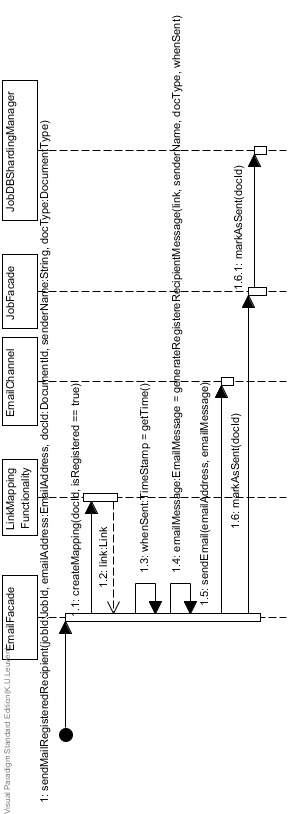 Visual Paradigm Standard Edition(K.U.Leuven)
EmailFacade
LinkMapping
Functionality
EmailChannel
JobFacade
JobDBShardingManager
1: sendMailRegisteredRecipient(jobId:JobId, emailAddress:EmailAddress, docId:DocumentId, senderName:String, docType:DocumentType)
.1: createMapping(docId, isRegistered == true)
1.2: link:Link
1.3: whenSent:TimeStamp = getTime()
1.4: emailMessage:EmailMessage = generateRegistereRecipientMessage(link, senderName, docType, whenSent)
1.5: sendEmail(emailAddress, emailMessage)
1.6: markAsSent(docId)
1.6.1: markAsSent(docId)